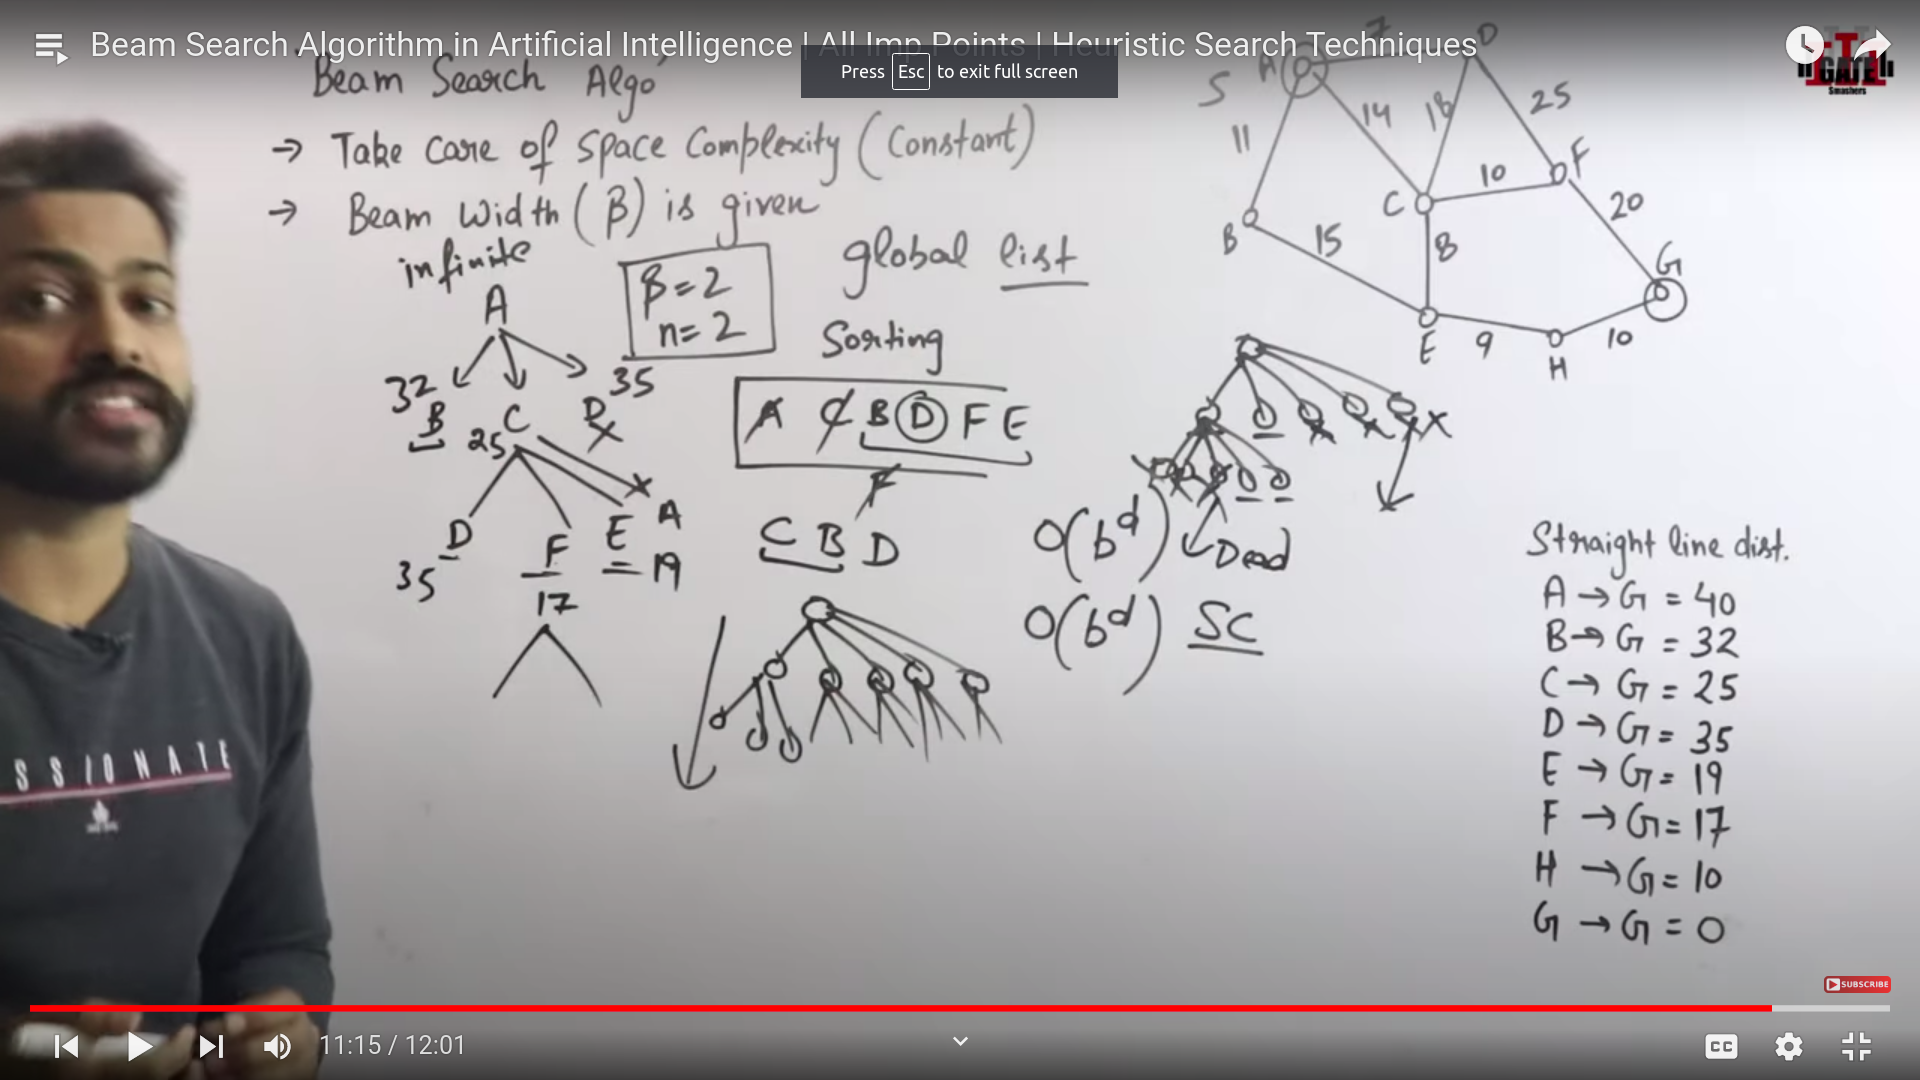 Beam Search Algorithm in Artificial Intelligence | All Imp Points | Heuristic Search Techniques
Press Esc to exit full screen
GATE
Smashers
"Beam Search Algo"
→ Take care of Space Complexity (Constant)
→ Beam Width (β) is given
infinite
β = 2
n = 2
global list
Sorting
A
32
35
B
C
D
25
A C B D F E
F
C B D
D
F
E
A
35
17
19
S
A
7
D
11
14
18
25
10
F
C
20
B
15
8
G
E
9
H
10
O(b^d)
Dead
O(b^d) SC
Straight line dist.
A → G = 40
B → G = 32
C → G = 25
D → G = 35
E → G = 19
F → G = 17
H → G = 10
G → G = 0
SSIONATE
SUBSCRIBE
11:15 / 12:01
CC